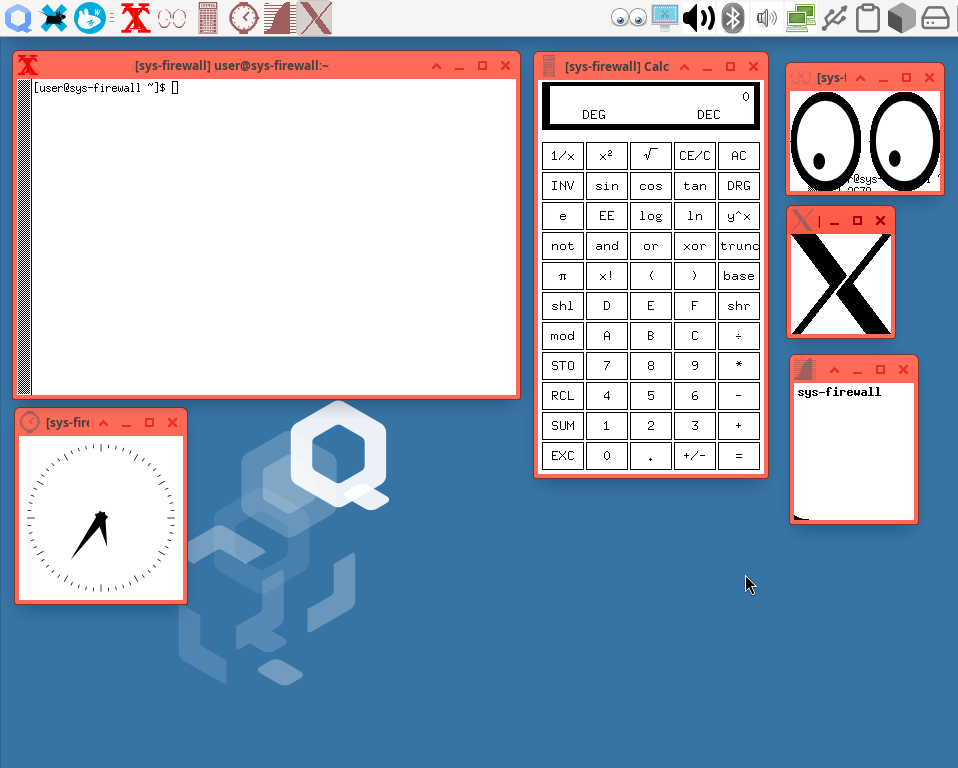 [sys-firewall] user@sys-firewall:~
[user@sys-firewall ~]$
[sys-firewall] Calc
0
DEG DEC
1/x x² √ CE/C AC
INV sin cos tan DRG
e EE log ln y^x
not and or xor trunc
π x! ( ) base
shl D E F shr
mod A B C ÷
STO 7 8 9 *
RCL 4 5 6 -
SUM 1 2 3 +
EXC 0 . +/- =
[sys-f
sys-firewall
[sys-fire